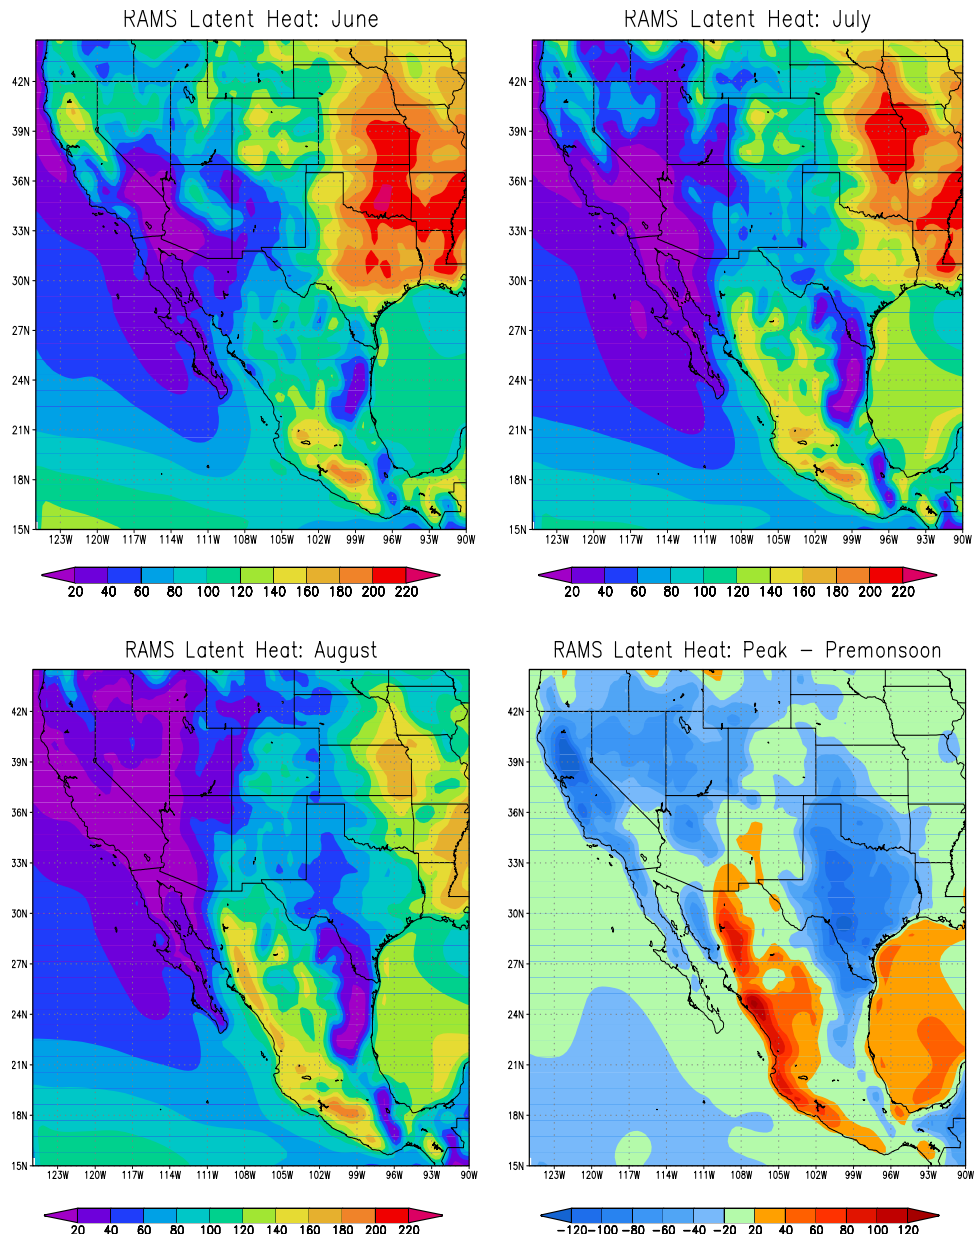 RAMS Latent Heat: June
42N
39N
36N
33N
30N
27N
24N
21N
18N
15N
123W 120W 117W 114W 111W 108W 105W 102W 99W 96W 93W 90W
20 40 60 80 100 120 140 160 180 200 220
RAMS Latent Heat: July
42N
39N
36N
33N
30N
27N
24N
21N
18N
15N
123W 120W 117W 114W 111W 108W 105W 102W 99W 96W 93W 90W
20 40 60 80 100 120 140 160 180 200 220
RAMS Latent Heat: August
42N
39N
36N
33N
30N
27N
24N
21N
18N
15N
123W 120W 117W 114W 111W 108W 105W 102W 99W 96W 93W 90W
20 40 60 80 100 120 140 160 180 200 220
RAMS Latent Heat: Peak – Premonsoon
42N
39N
36N
33N
30N
27N
24N
21N
18N
15N
123W 120W 117W 114W 111W 108W 105W 102W 99W 96W 93W 90W
-120 -100 -80 -60 -40 -20 20 40 60 80 100 120